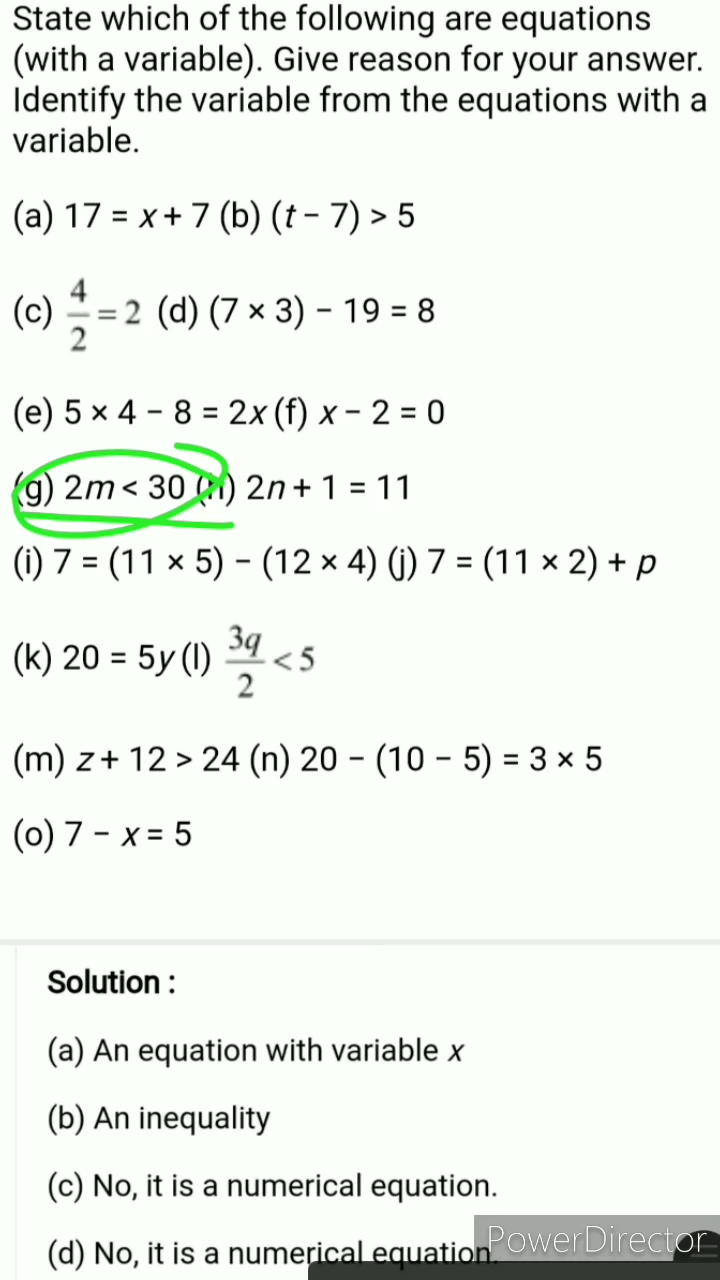 State which of the following are equations
(with a variable). Give reason for your answer.
Identify the variable from the equations with a
variable.
(a) 17 = x + 7 (b) (t − 7) > 5
(c) 4/2 = 2 (d) (7 × 3) − 19 = 8
(e) 5 × 4 − 8 = 2x (f) x − 2 = 0
(g) 2m < 30 (h) 2n + 1 = 11
(i) 7 = (11 × 5) − (12 × 4) (j) 7 = (11 × 2) + p
(k) 20 = 5y (l) 3q/2 < 5
(m) z + 12 > 24 (n) 20 − (10 − 5) = 3 × 5
(o) 7 − x = 5
Solution :
(a) An equation with variable x
(b) An inequality
(c) No, it is a numerical equation.
(d) No, it is a numerical equation.
PowerDirector